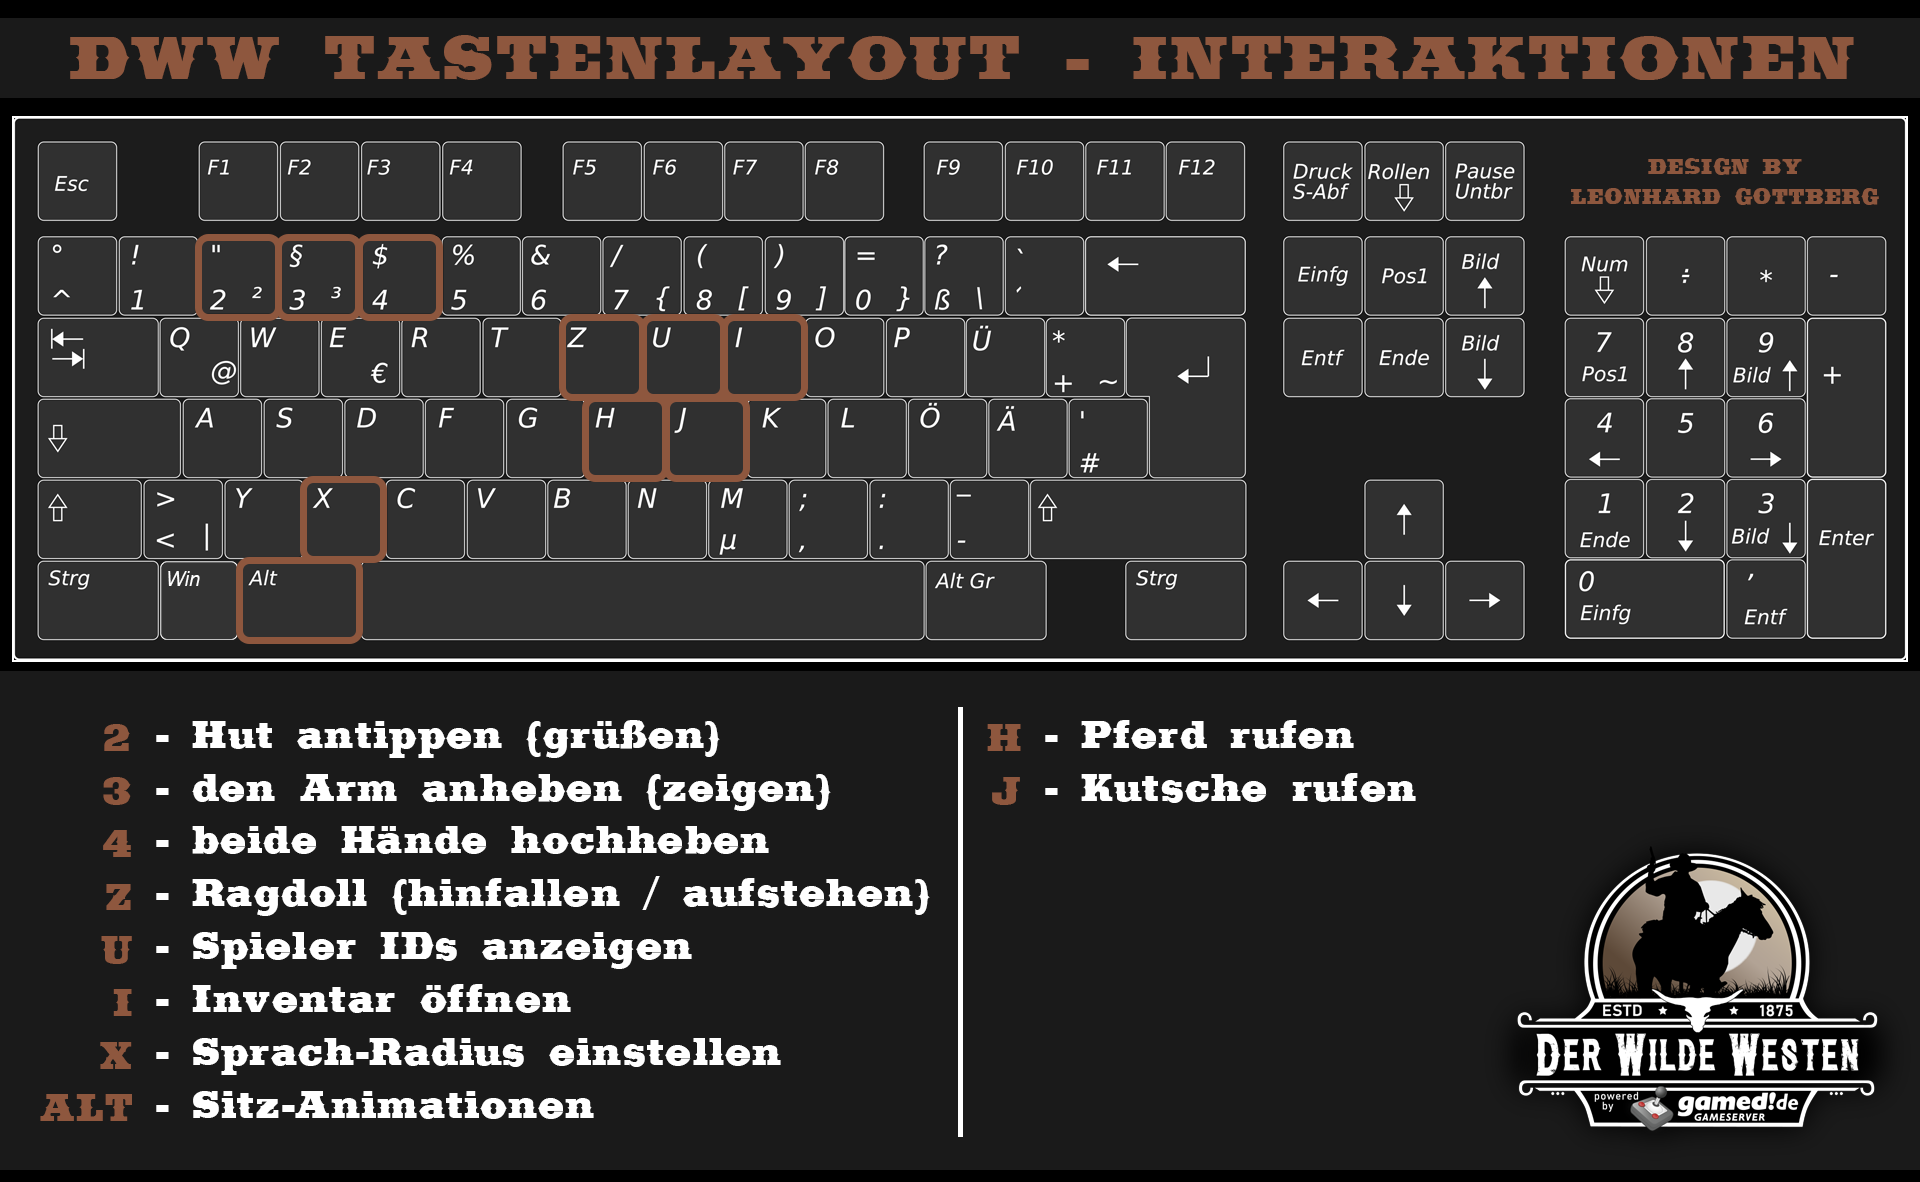 DWW TASTENLAYOUT - INTERAKTIONEN
Esc F1 F2 F3 F4 F5 F6 F7 F8 F9 F10 F11 F12 Druck S-Abf Rollen Pause Untbr
DESIGN BY
LEONHARD GOTTBERG
° ! " § $ % & / ( ) = ? ` ←
^ 1 2 ² 3 ³ 4 5 6 7 { 8 [ 9 ] 0 } ß \ ´
Einfg Pos1 Bild ↑ Num ÷ * -
Q @ W E € R T Z U I O P Ü * + ~
Entf Ende Bild ↓ 7 Pos1 8 ↑ 9 Bild ↑ +
A S D F G H J K L Ö Ä ' #
4 ← 5 6 →
> < | Y X C V B N M µ ; , : . _ -
↑ 1 Ende 2 ↓ 3 Bild ↓ Enter
Strg Win Alt Alt Gr Strg ← ↓ → 0 Einfg , Entf
2 - Hut antippen (grüßen)
3 - den Arm anheben (zeigen)
4 - beide Hände hochheben
Z - Ragdoll (hinfallen / aufstehen)
U - Spieler IDs anzeigen
I - Inventar öffnen
X - Sprach-Radius einstellen
ALT - Sitz-Animationen
H - Pferd rufen
J - Kutsche rufen
ESTD ★ ★ 1875
DER WILDE WESTEN
powered by gamed!de
GAMESERVER